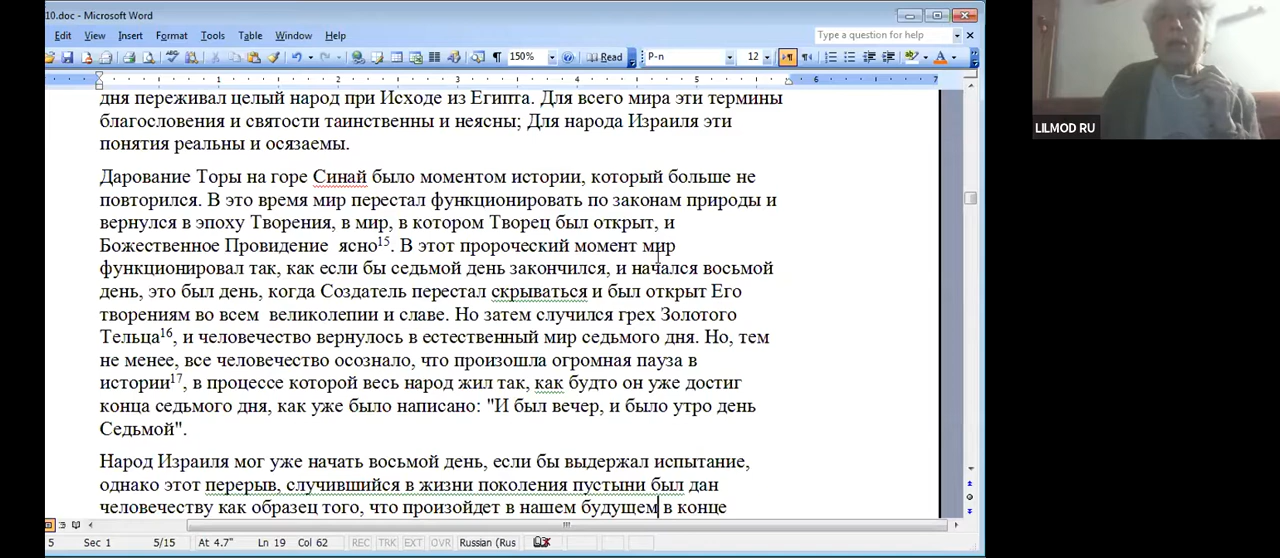 10.doc - Microsoft Word
Edit View Insert Format Tools Table Window Help
Type a question for help
150% Read P-n 12
1 2 3 4 5 6 7
дня переживал целый народ при Исходе из Египта. Для всего мира эти термины
благословения и святости таинственны и неясны; Для народа Израиля эти
понятия реальны и осязаемы.
Дарование Торы на горе Синай было моментом истории, который больше не
повторился. В это время мир перестал функционировать по законам природы и
вернулся в эпоху Творения, в мир, в котором Творец был открыт, и
Божественное Провидение ясно15. В этот пророческий момент мир
функционировал так, как если бы седьмой день закончился, и начался восьмой
день, это был день, когда Создатель перестал скрываться и был открыт Его
творениям во всем великолепии и славе. Но затем случился грех Золотого
Тельца16, и человечество вернулось в естественный мир седьмого дня. Но, тем
не менее, все человечество осознало, что произошла огромная пауза в
истории17, в процессе которой весь народ жил так, как будто он уже достиг
конца седьмого дня, как уже было написано: "И был вечер, и было утро день
Седьмой".
Народ Израиля мог уже начать восьмой день, если бы выдержал испытание,
однако этот перерыв, случившийся в жизни поколения пустыни был дан
человечеству как образец того, что произойдет в нашем будущем в конце
5 Sec 1 5/15 At 4.7" Ln 19 Col 62 REC TRK EXT OVR Russian (Rus
LILMOD RU